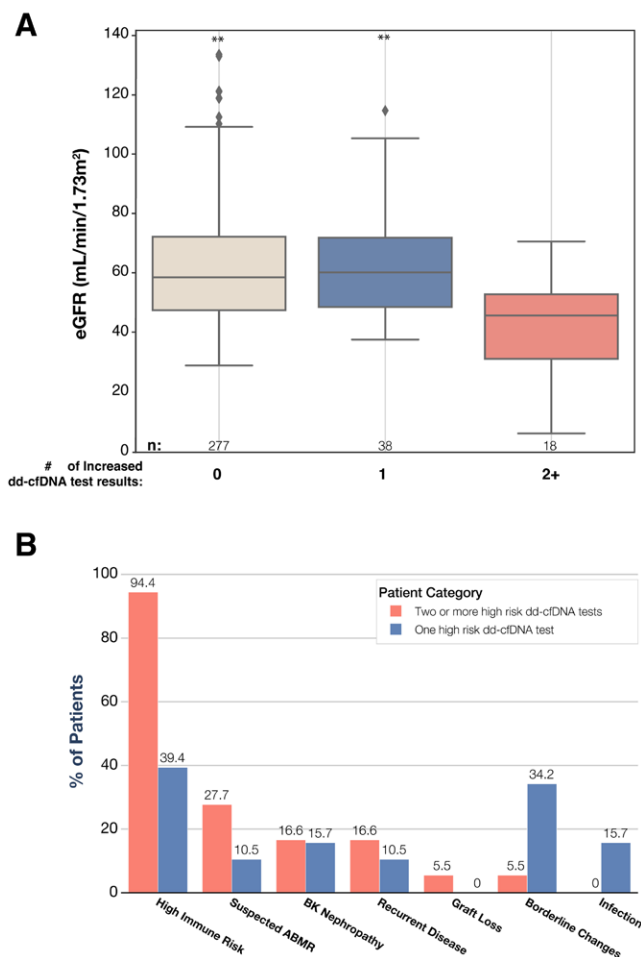 A
140
120
100
80
60
40
20
0
eGFR (mL/min/1.73m²)
** **
n: 277 38 18
# of Increased
dd-cfDNA test results: 0 1 2+
B
100
80
60
40
20
0
% of Patients
Patient Category
Two or more high risk dd-cfDNA tests
One high risk dd-cfDNA test
94.4 39.4 27.7 10.5 16.6 15.7 16.6 10.5 5.5 0 5.5 34.2 0 15.7
High Immune Risk
Suspected ABMR
BK Nephropathy
Recurrent Disease
Graft Loss
Borderline Changes
Infection